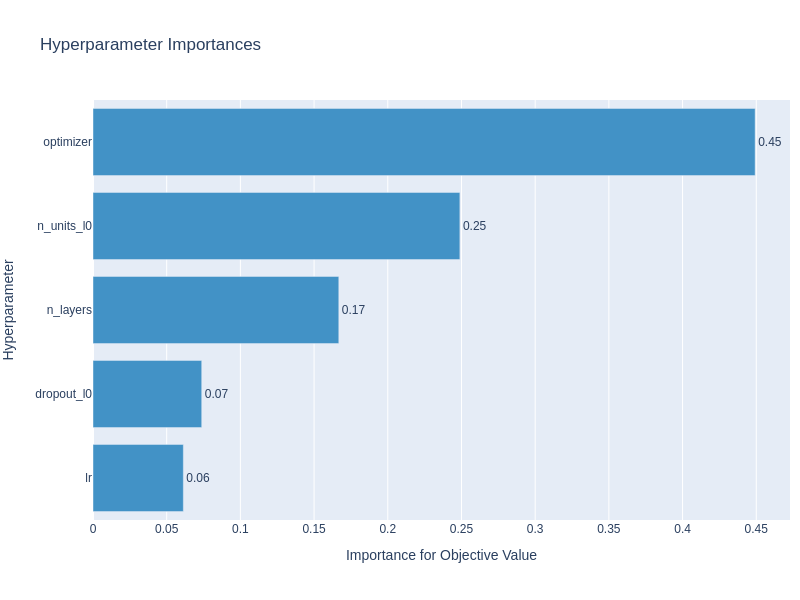 Hyperparameter Importances
Hyperparameter
optimizer
0.45
n_units_l0
0.25
n_layers
0.17
dropout_l0
0.07
lr
0.06
0
0.05
0.1
0.15
0.2
0.25
0.3
0.35
0.4
0.45
Importance for Objective Value